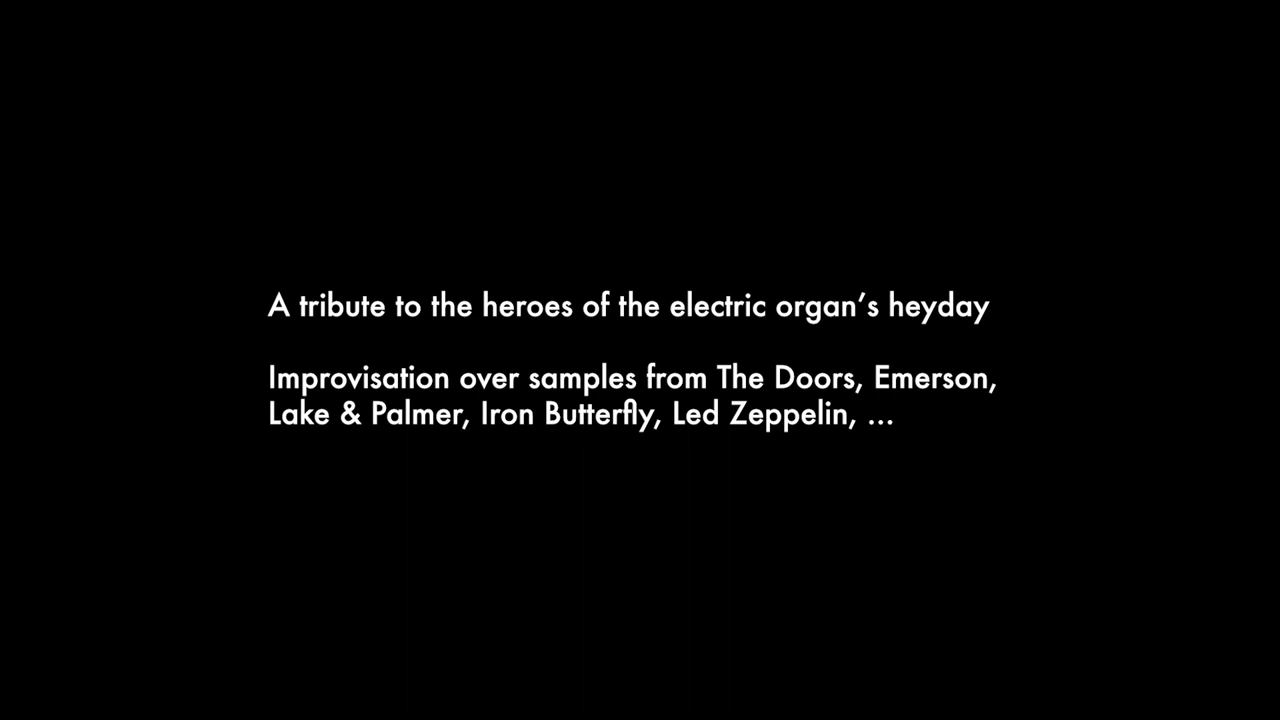 A tribute to the heroes of the electric organ’s heyday
Improvisation over samples from The Doors, Emerson,
Lake & Palmer, Iron Butterfly, Led Zeppelin, ...